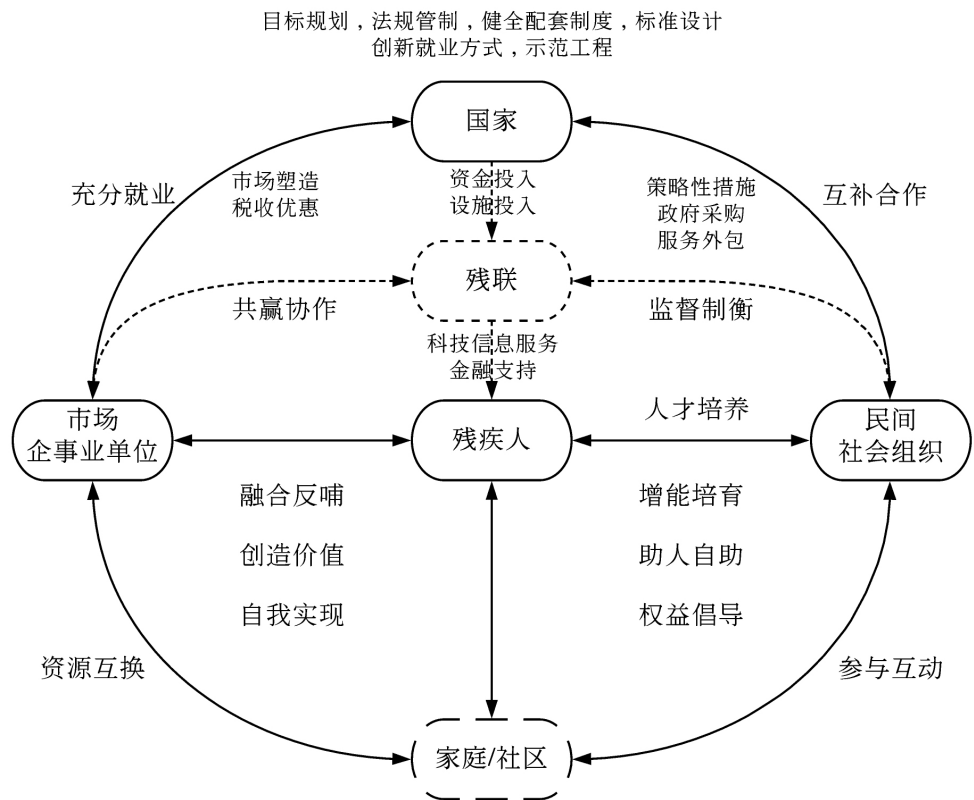 目标规划，法规管制，健全配套制度，标准设计
创新就业方式，示范工程
国家
充分就业
市场塑造
税收优惠
资金投入
设施投入
策略性措施
政府采购
服务外包
互补合作
残联
共赢协作
监督制衡
科技信息服务
金融支持
市场
企事业单位
残疾人
人才培养
民间
社会组织
融合反哺
创造价值
自我实现
增能培育
助人自助
权益倡导
资源互换
参与互动
家庭/社区